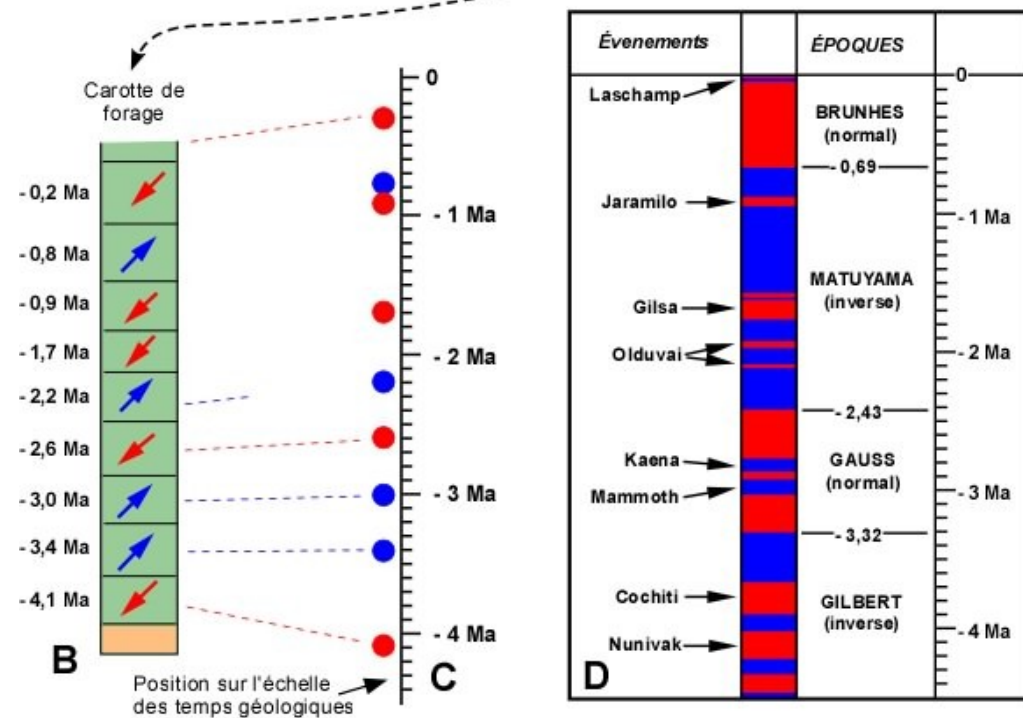 Carotte de
forage
- 0,2 Ma
- 0,8 Ma
- 0,9 Ma
- 1,7 Ma
- 2,2 Ma
- 2,6 Ma
- 3,0 Ma
- 3,4 Ma
- 4,1 Ma
B
0
- 1 Ma
- 2 Ma
- 3 Ma
- 4 Ma
C
Position sur l'échelle
des temps géologiques
Évenements
ÉPOQUES
Laschamp
Jaramilo
Gilsa
Olduvai
Kaena
Mammoth
Cochiti
Nunivak
D
BRUNHES
(normal)
- 0,69
MATUYAMA
(inverse)
- 2,43
GAUSS
(normal)
- 3,32
GILBERT
(inverse)
0
- 1 Ma
- 2 Ma
- 3 Ma
- 4 Ma